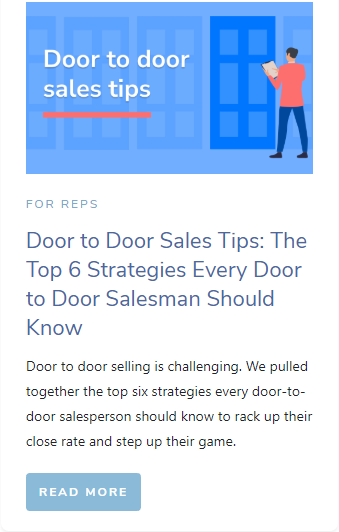 Door to door
sales tips
FOR REPS
Door to Door Sales Tips: The
Top 6 Strategies Every Door
to Door Salesman Should
Know
Door to door selling is challenging. We pulled
together the top six strategies every door-to-
door salesperson should know to rack up their
close rate and step up their game.
READ MORE